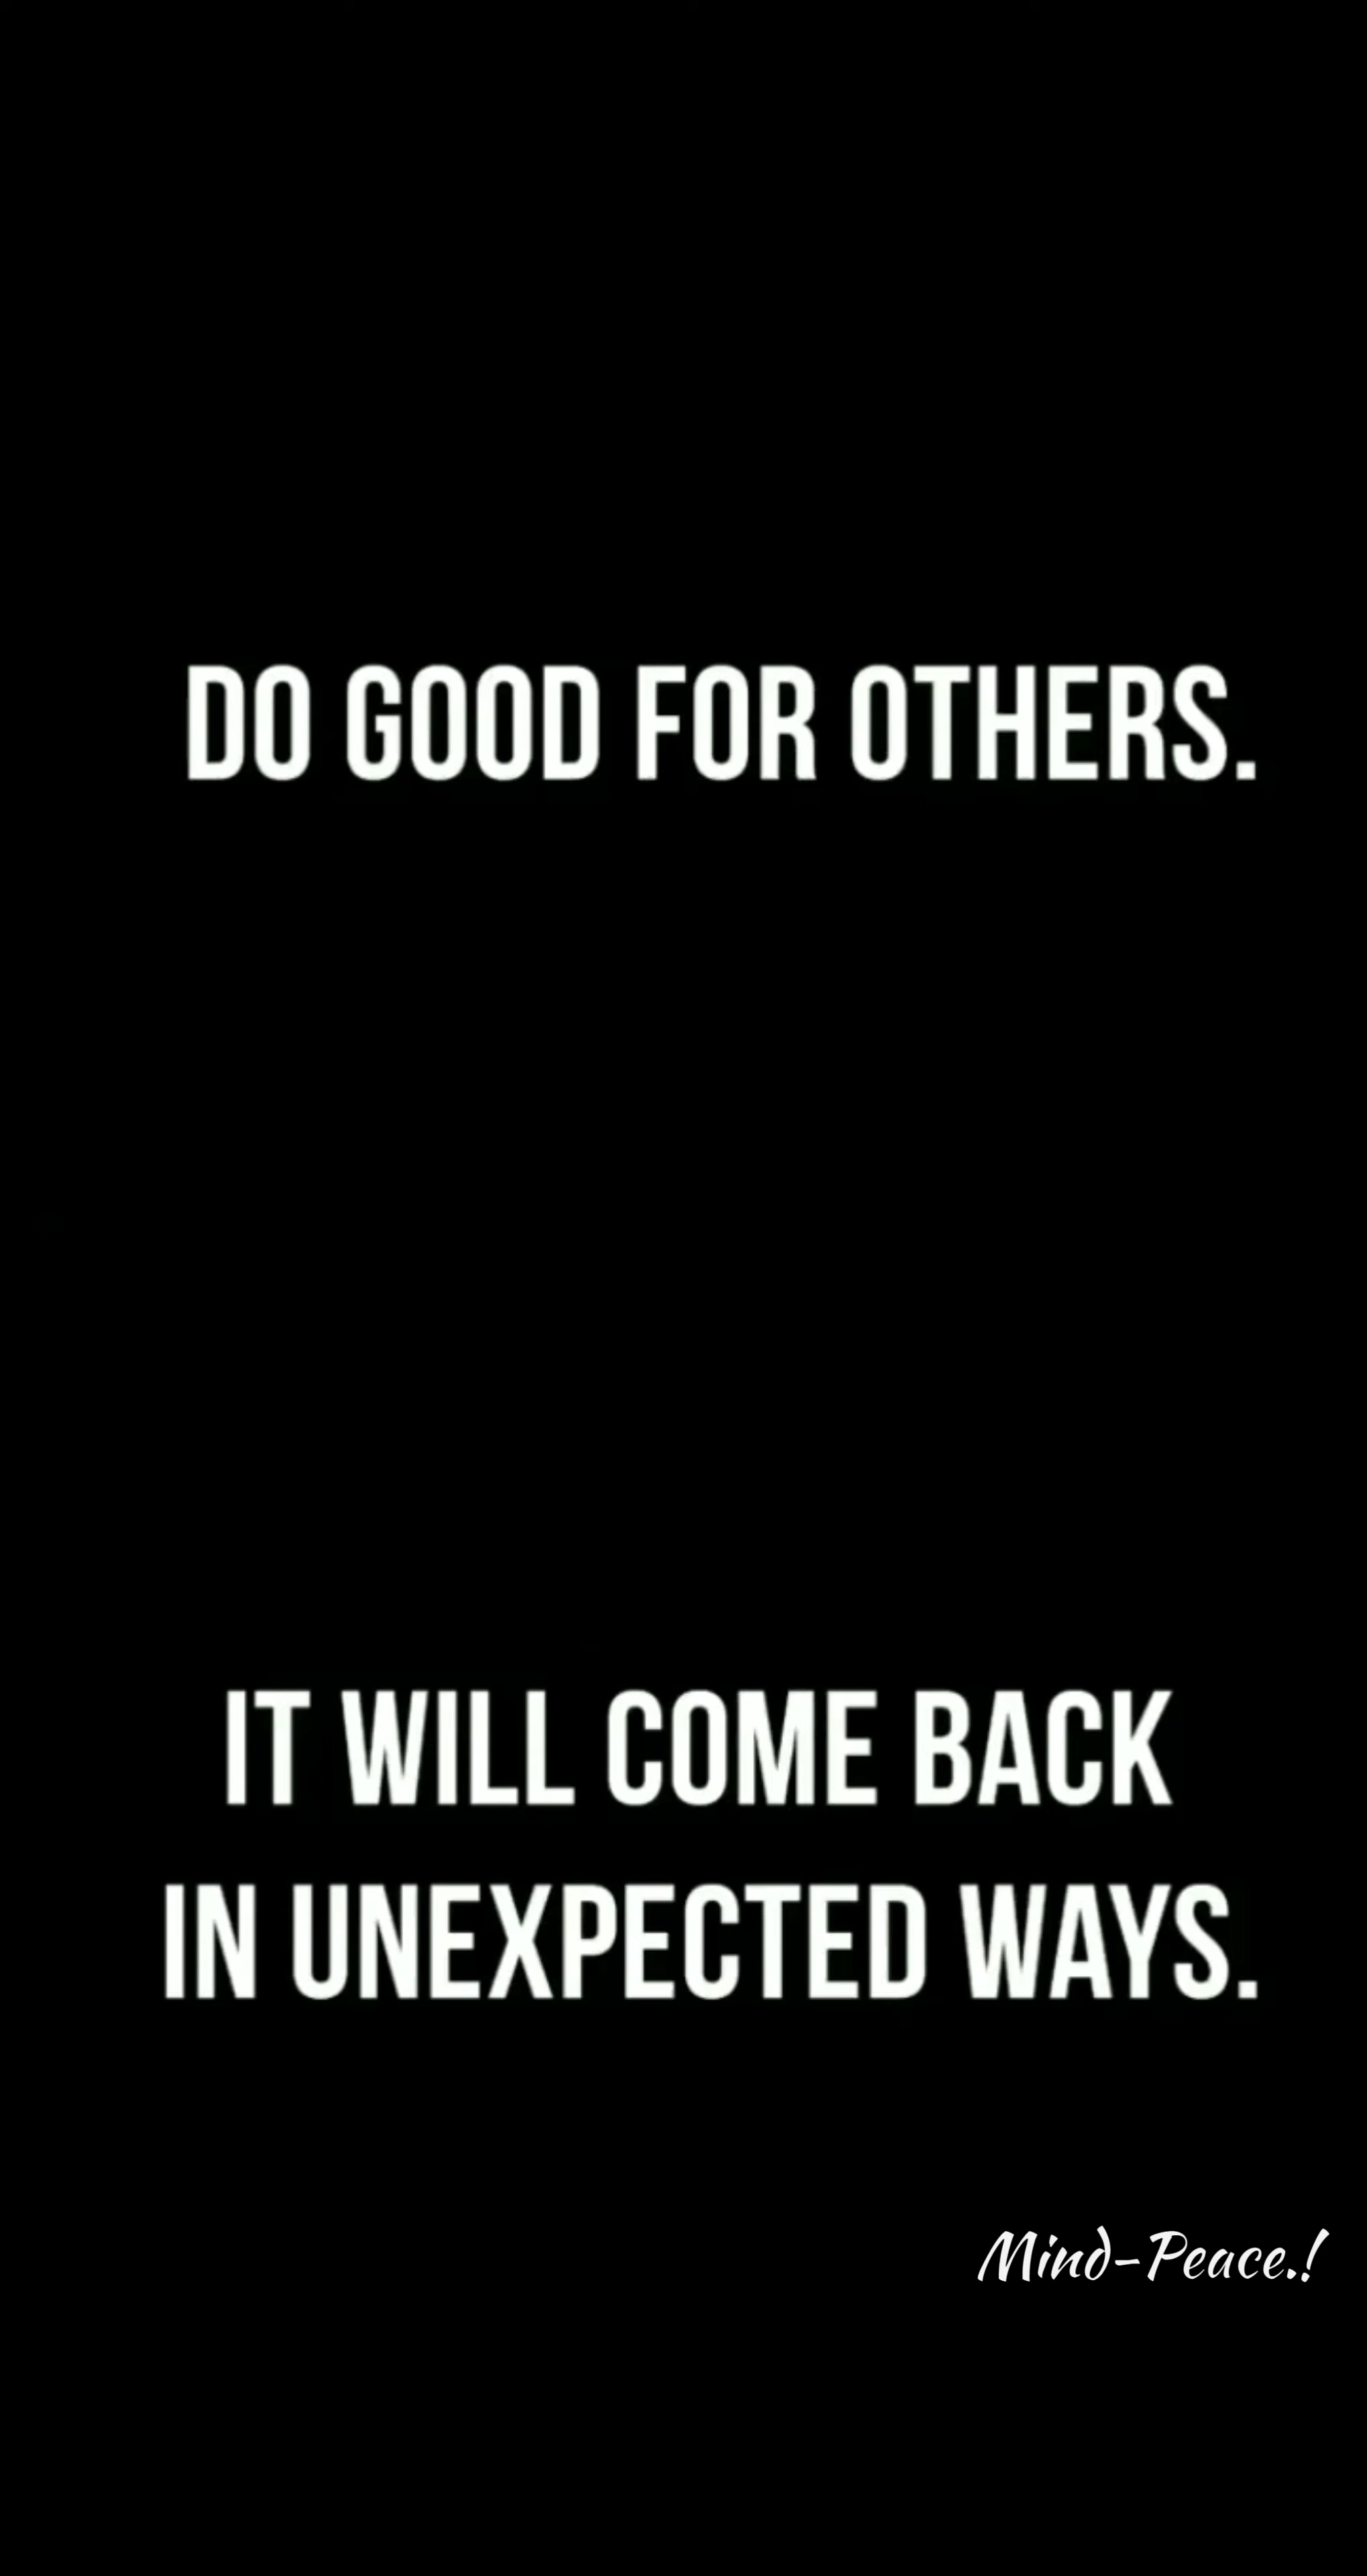 DO GOOD FOR OTHERS.
IT WILL COME BACK
IN UNEXPECTED WAYS.
Mind-Peace.!